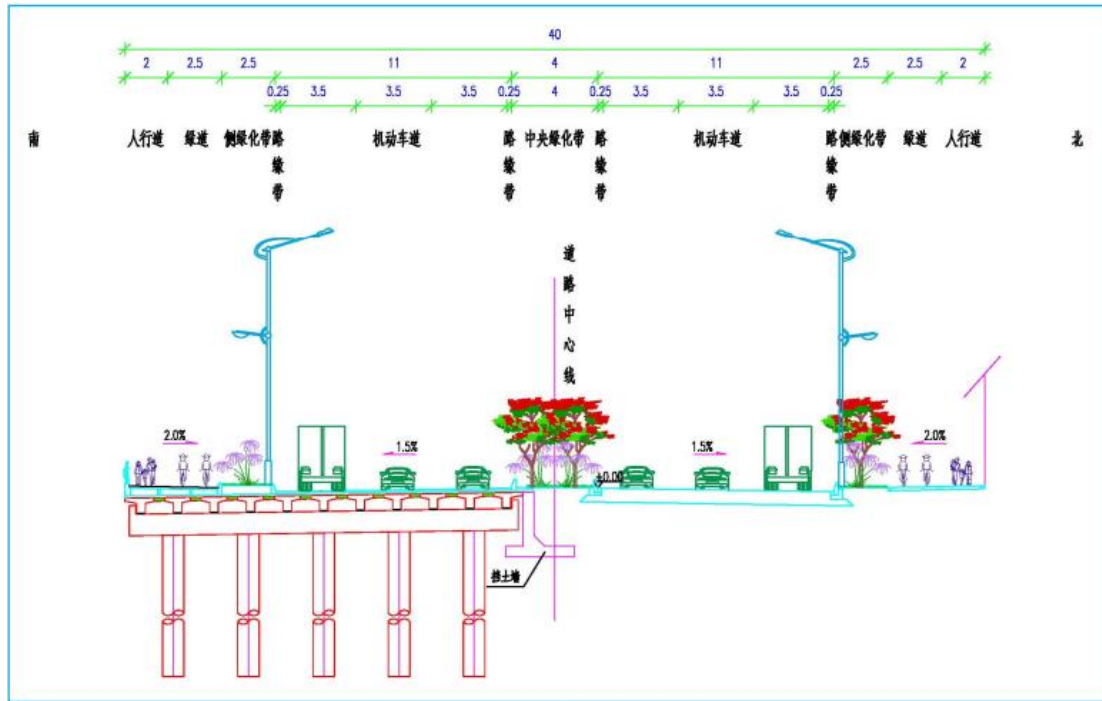 40
2 2.5 2.5 11 4 11 2.5 2.5 2
0.25 3.5 3.5 3.5 0.25 4 0.25 3.5 3.5 3.5 0.25
南 人行道 绿道 侧绿化带 路缘带 机动车道 路缘带 中央绿化带 路缘带 机动车道 路缘带 侧绿化带 绿道 人行道 北
道路中心线
2.0% 1.5% 1.5% 2.0%
±0.00
挡土墙